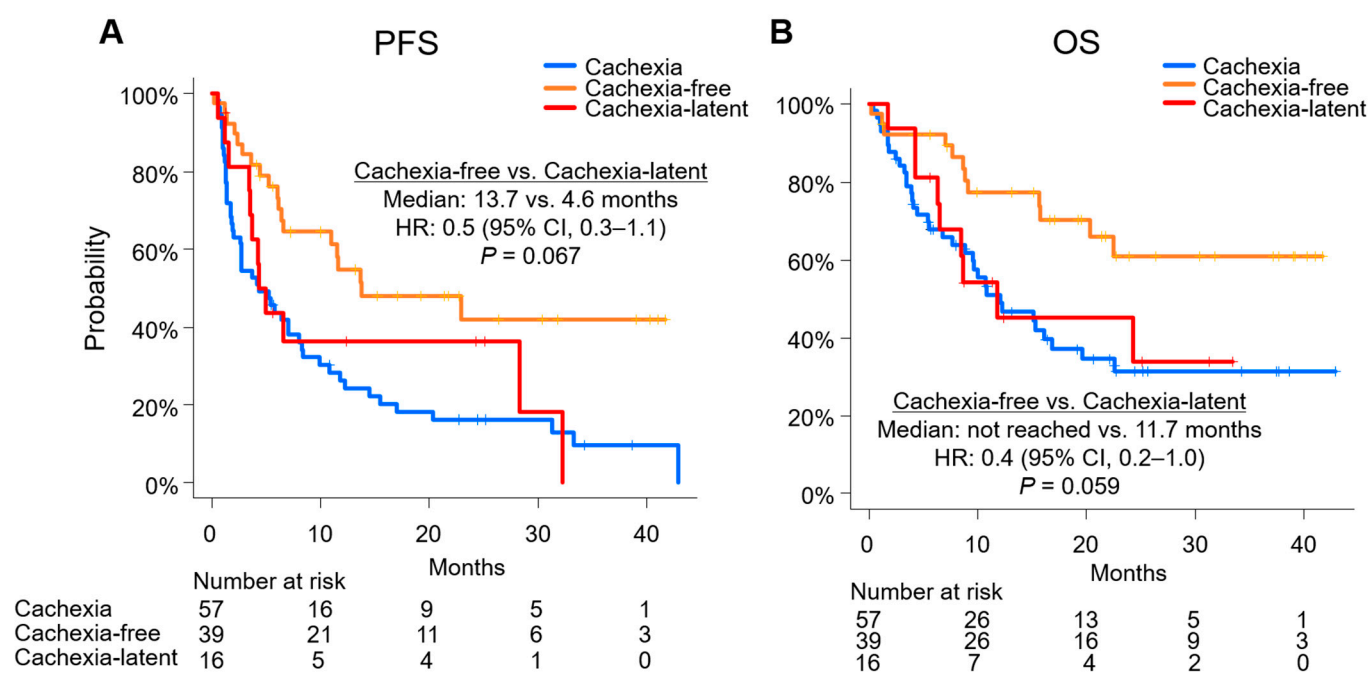 A
PFS
Cachexia
Cachexia-free
Cachexia-latent
100%
80%
60%
40%
20%
0%
Probability
Cachexia-free vs. Cachexia-latent
Median: 13.7 vs. 4.6 months
HR: 0.5 (95% CI, 0.3–1.1)
P = 0.067
0 10 20 30 40
Months
Number at risk
Cachexia 57 16 9 5 1
Cachexia-free 39 21 11 6 3
Cachexia-latent 16 5 4 1 0
B
OS
Cachexia
Cachexia-free
Cachexia-latent
100%
80%
60%
40%
20%
0%
Cachexia-free vs. Cachexia-latent
Median: not reached vs. 11.7 months
HR: 0.4 (95% CI, 0.2–1.0)
P = 0.059
0 10 20 30 40
Months
Number at risk
57 26 13 5 1
39 26 16 9 3
16 7 4 2 0